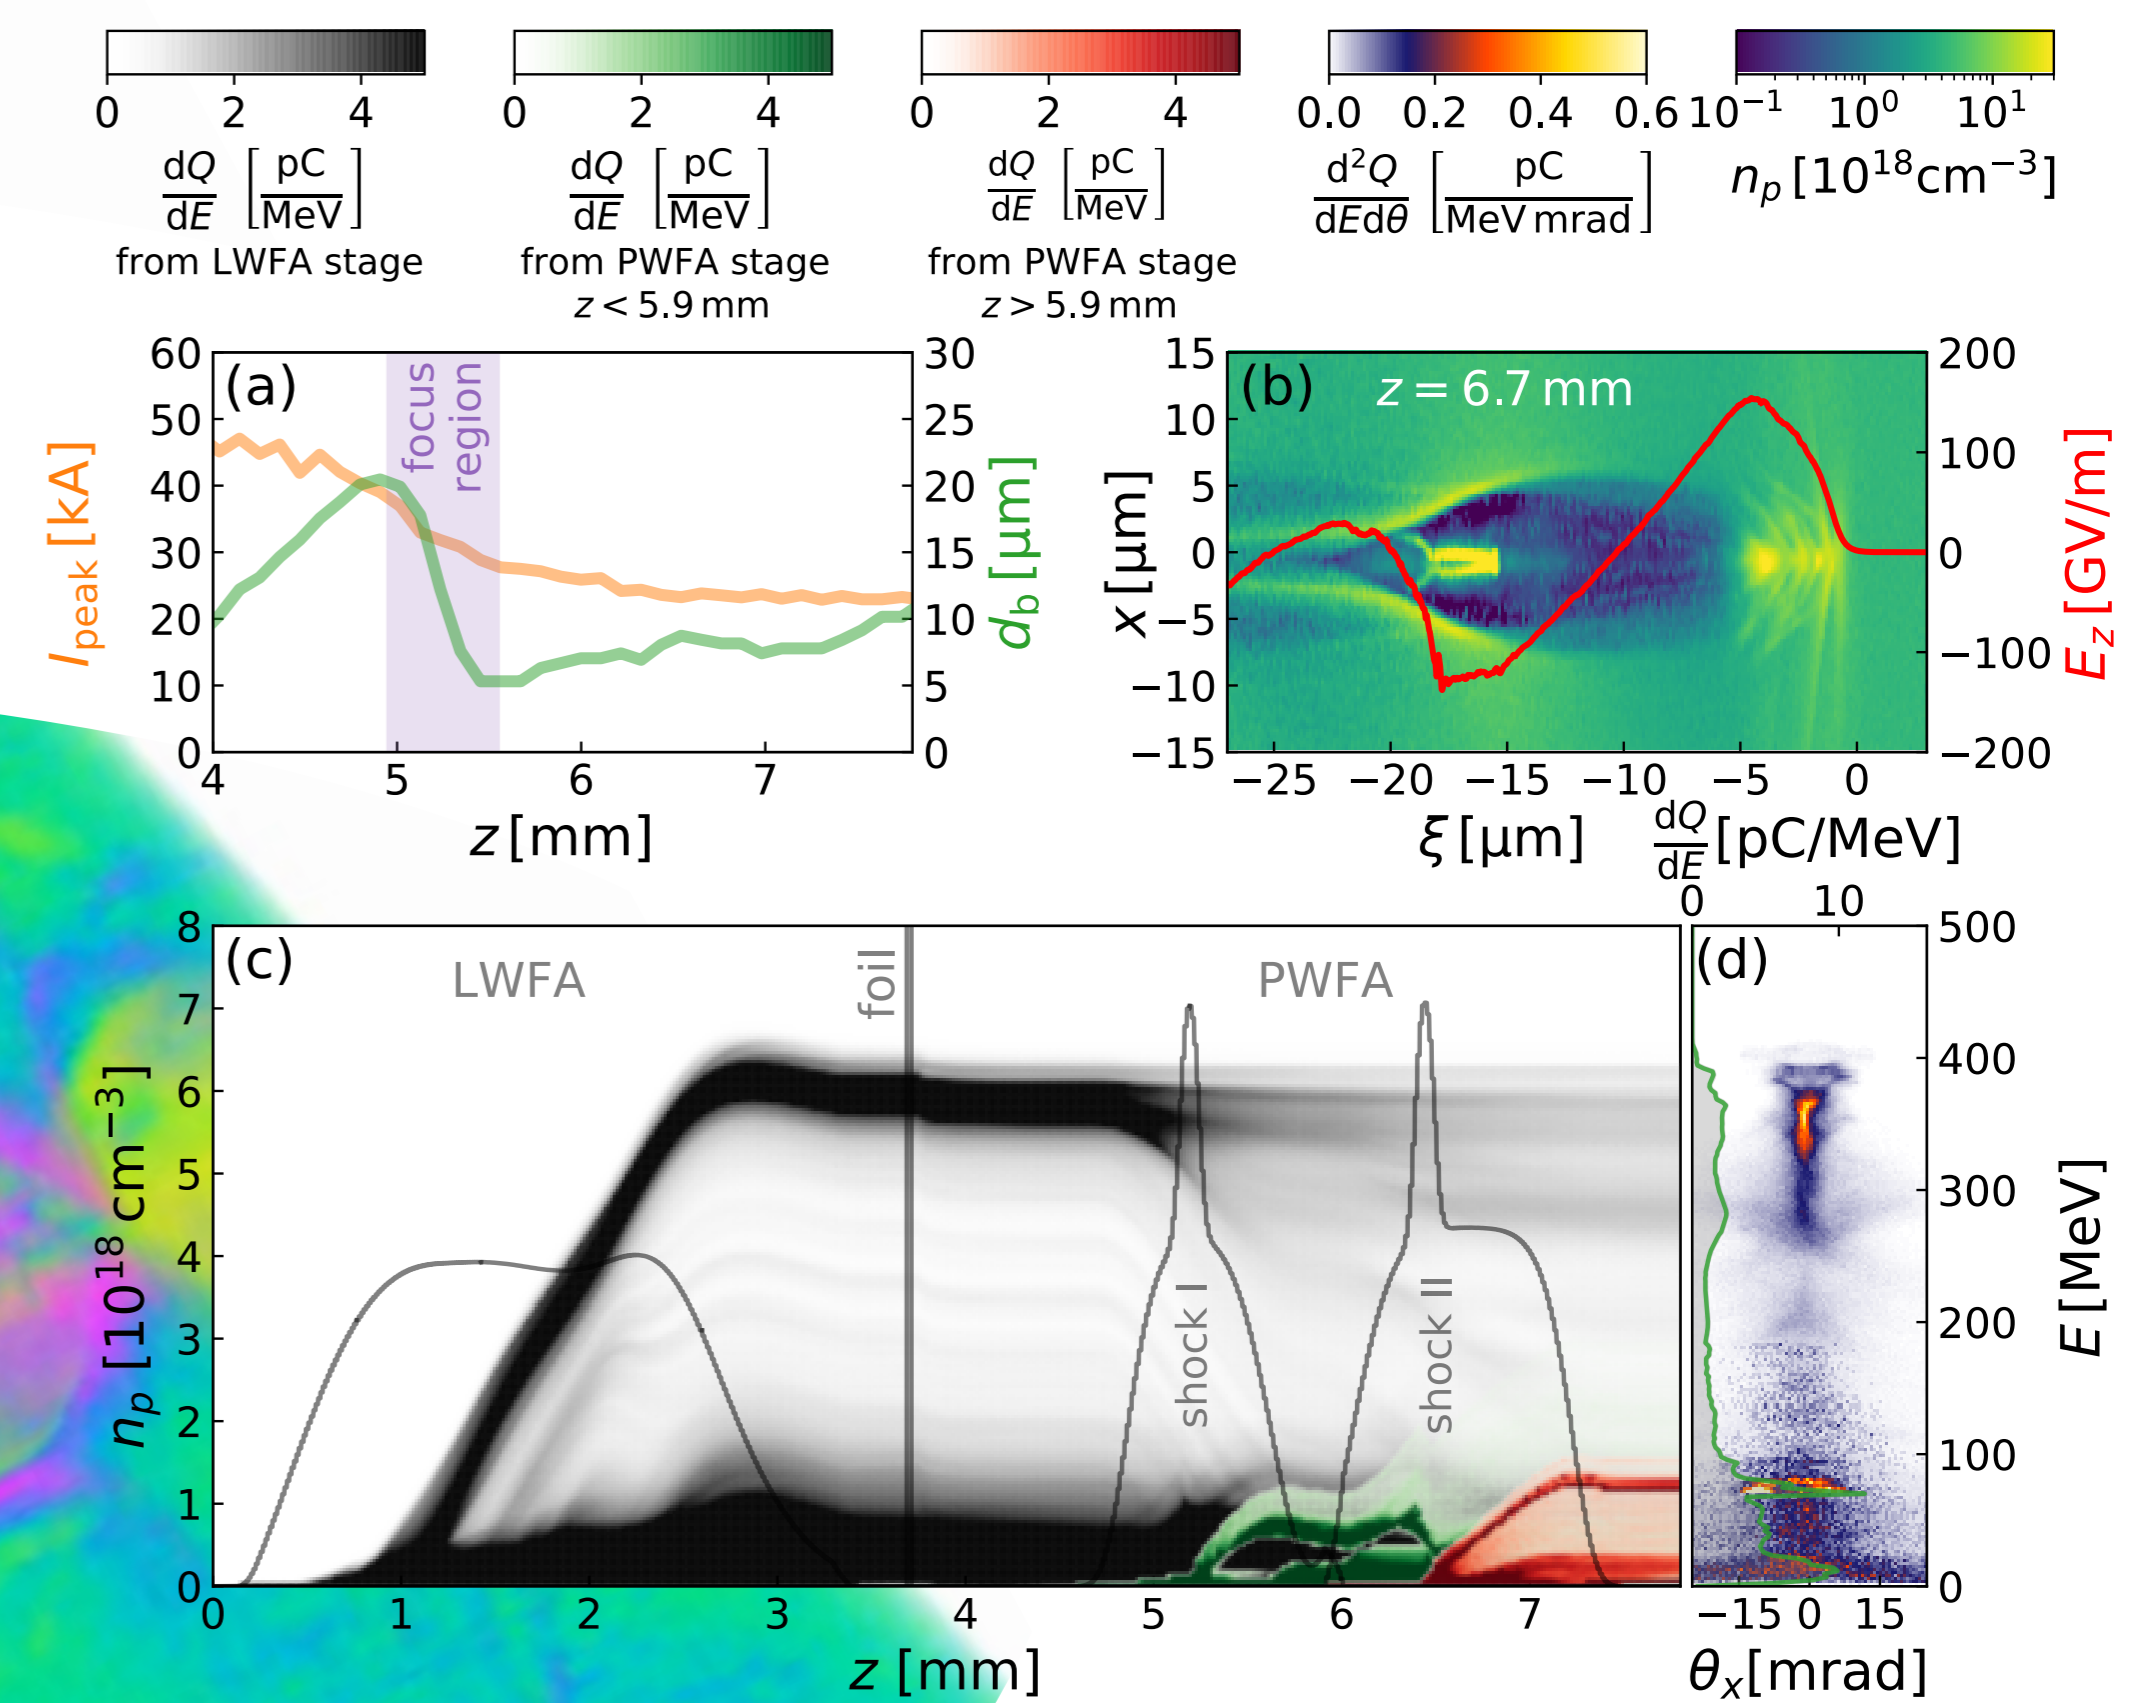 0 2 4
dQ/dE [pC/MeV]
from LWFA stage
0 2 4
dQ/dE [pC/MeV]
from PWFA stage
z < 5.9 mm
0 2 4
dQ/dE [pC/MeV]
from PWFA stage
z > 5.9 mm
0.0 0.2 0.4 0.6
d²Q/dEdθ [pC/MeV mrad]
10⁻¹ 10⁰ 10¹
n_p [10¹⁸cm⁻³]
(a)
focus
region
60
50
40
30
20
10
0
I_peak [kA]
30
25
20
15
10
5
0
d_b [µm]
4 5 6 7
z [mm]
(b)
z = 6.7 mm
15
10
5
0
−5
−10
−15
x [µm]
200
100
0
−100
−200
E_z [GV/m]
−25 −20 −15 −10 −5 0
ξ [µm]
dQ/dE [pC/MeV]
0 10
(c)
LWFA
foil
PWFA
shock I
shock II
8
7
6
5
4
3
2
1
0
n_p [10¹⁸ cm⁻³]
0 1 2 3 4 5 6 7
z [mm]
(d)
500
400
300
200
100
0
E [MeV]
−15 0 15
θ_x[mrad]